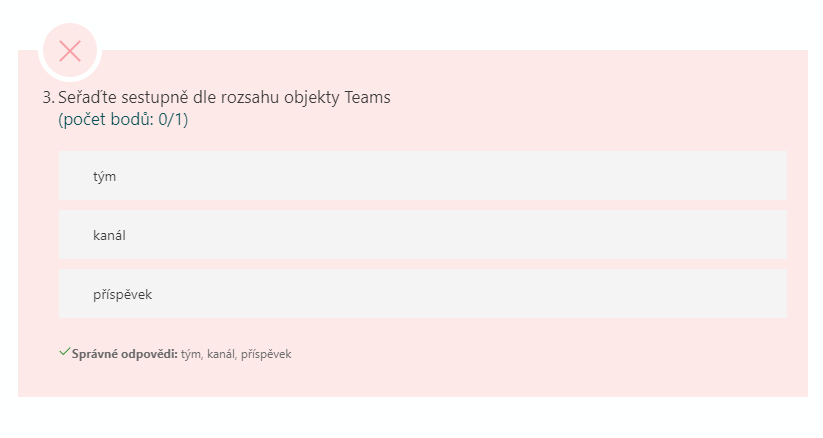 3. Seřaďte sestupně dle rozsahu objekty Teams
(počet bodů: 0/1)
tým
kanál
příspěvek
Správné odpovědi: tým, kanál, příspěvek